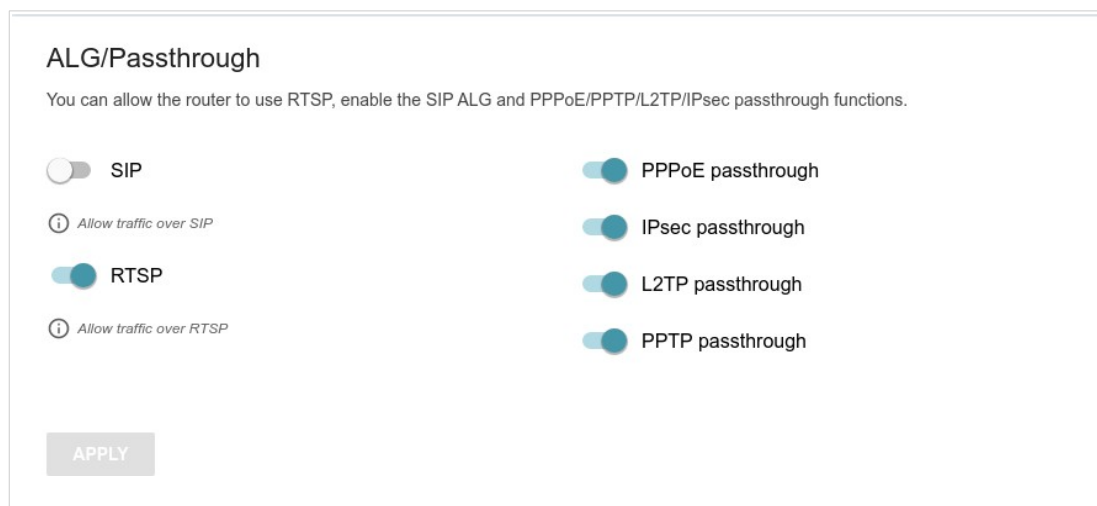 ALG/Passthrough
You can allow the router to use RTSP, enable the SIP ALG and PPPoE/PPTP/L2TP/IPsec passthrough functions.
SIP
Allow traffic over SIP
RTSP
Allow traffic over RTSP
PPPoE passthrough
IPsec passthrough
L2TP passthrough
PPTP passthrough
APPLY